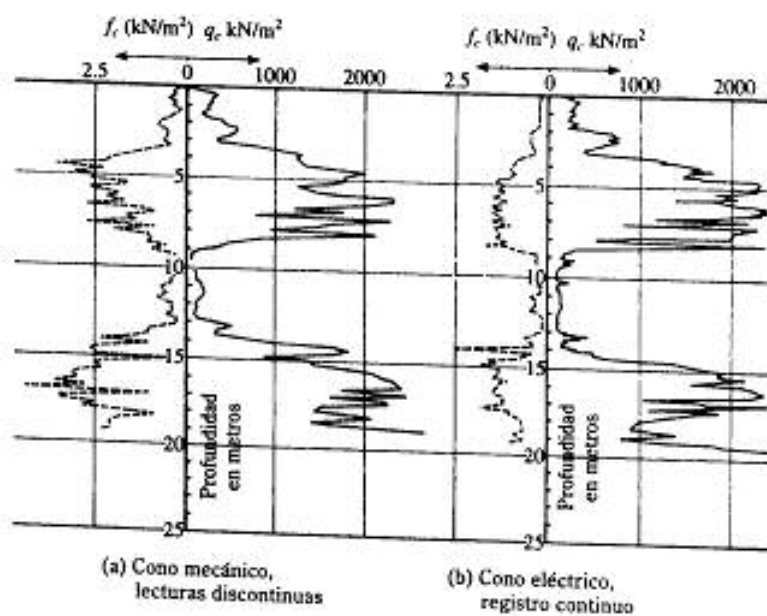 f_c (kN/m²) q_c kN/m²
2.5 0 1000 2000
5
10
15
20
25
Profundidad
en metros
(a) Cono mecánico,
lecturas discontinuas
f_c (kN/m²) q_c kN/m²
2.5 0 1000 2000
5
10
15
20
25
Profundidad
en metros
(b) Cono eléctrico,
registro continuo